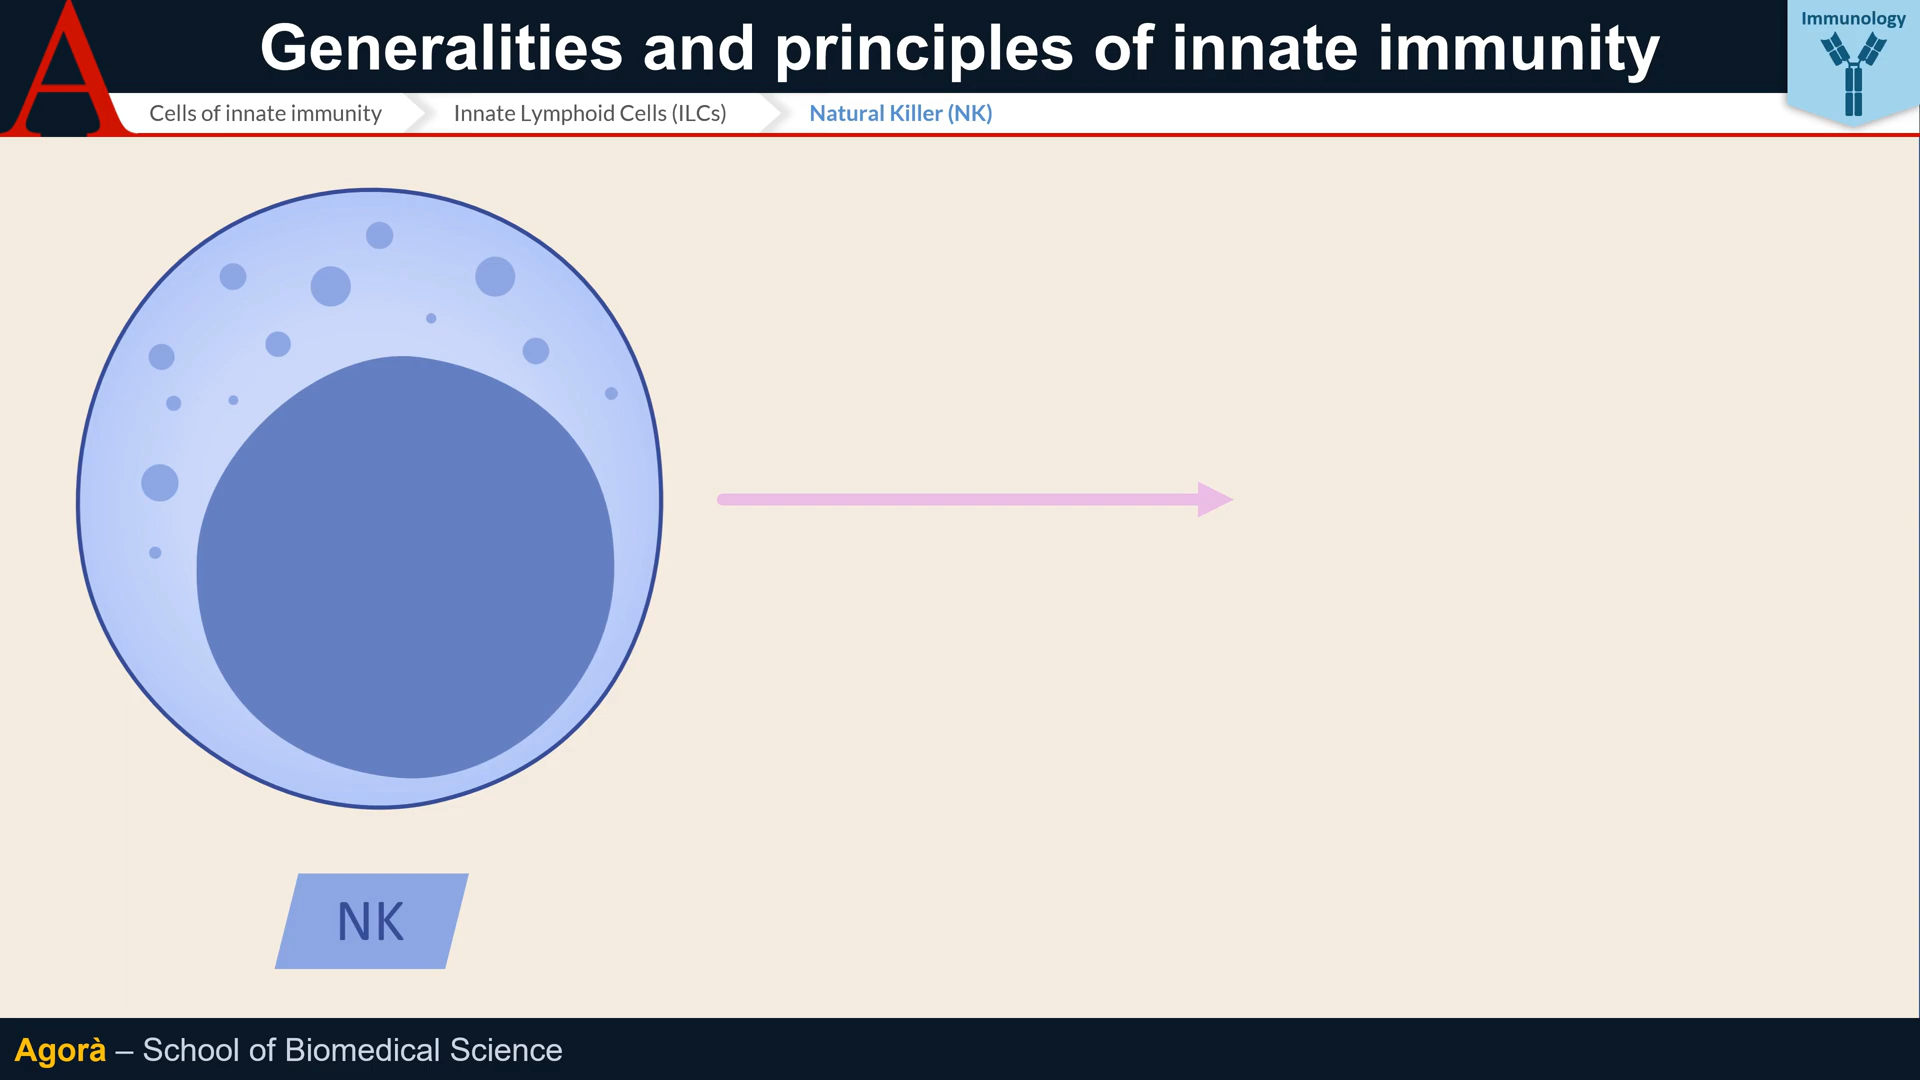 Generalities and principles of innate immunity
Immunology
Cells of innate immunity
Innate Lymphoid Cells (ILCs)
Natural Killer (NK)
NK
Agorà – School of Biomedical Science